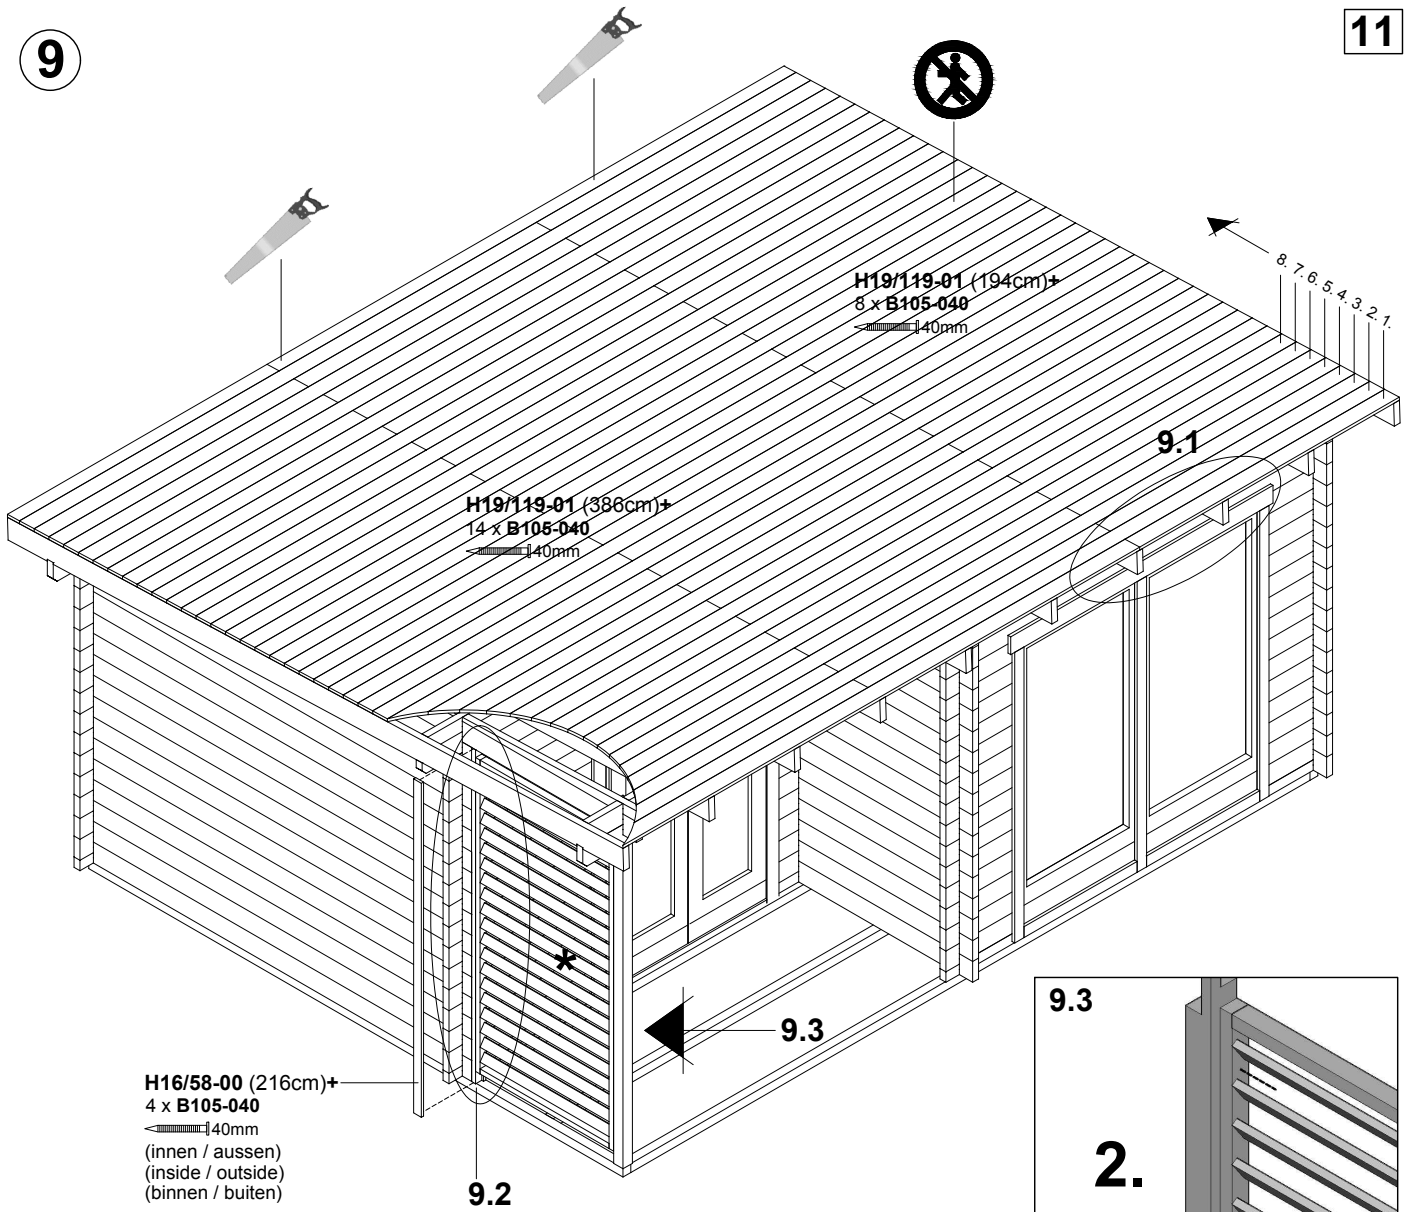 9
11
8. 7. 6. 5. 4. 3. 2. 1.
H19/119-01 (194cm)+
8 x B105-040
40mm
9.1
H19/119-01 (386cm)+
14 x B105-040
40mm
*
9.3
9.3
2.
H16/58-00 (216cm)+
4 x B105-040
40mm
(innen / aussen)
(inside / outside)
(binnen / buiten)
9.2